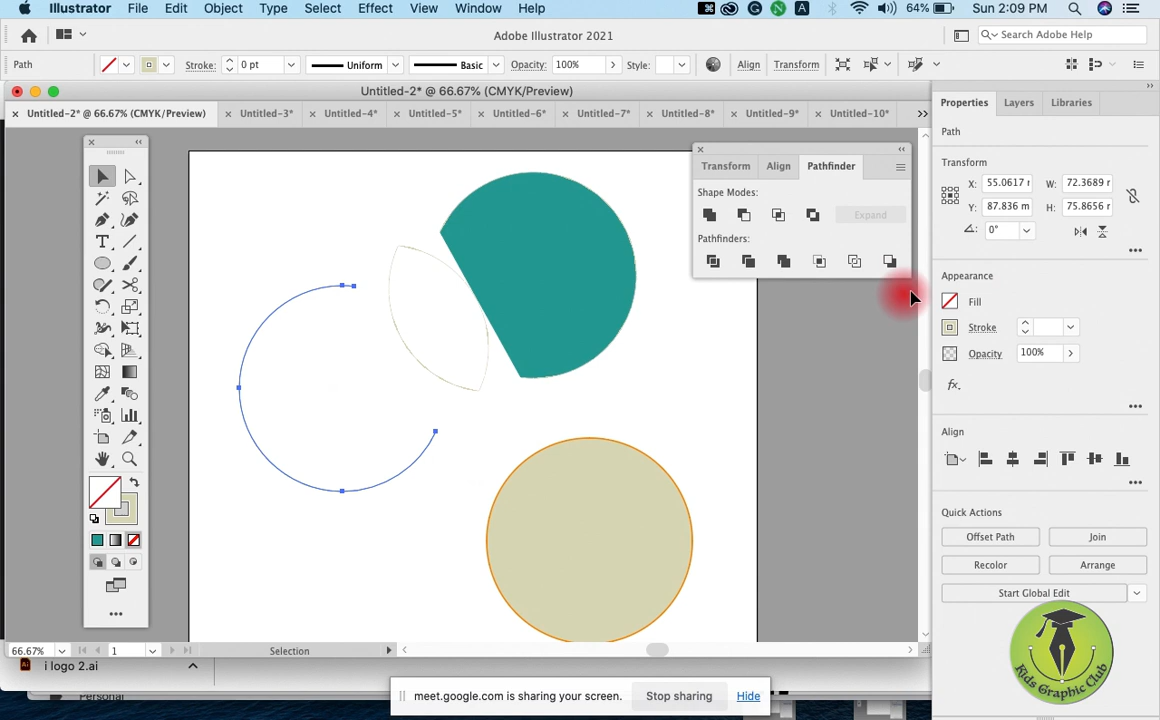 Illustrator File Edit Object Type Select Effect View Window Help 64% Sun 2:09 PM
Adobe Illustrator 2021 Search Adobe Help
Path Stroke: 0 pt Uniform Basic Opacity: 100% Style: Align Transform
Untitled-2* @ 66.67% (CMYK/Preview)
Untitled-2* @ 66.67% (CMYK/Preview) Untitled-3* Untitled-4* Untitled-5* Untitled-6* Untitled-7* Untitled-8* Untitled-9* Untitled-10*
Properties Layers Libraries
Path
Transform Align Pathfinder
Shape Modes:
Expand
Pathfinders:
Transform
X: 55.0617 W: 72.3689
Y: 87.836 m H: 75.8656
0°
Appearance
Fill
Stroke
Opacity 100%
fx.
Align
Quick Actions
Offset Path Join
Recolor Arrange
Start Global Edit
Kids Graphic Club
66.67% 1 Selection
i logo 2.ai
meet.google.com is sharing your screen. Stop sharing Hide
Personal